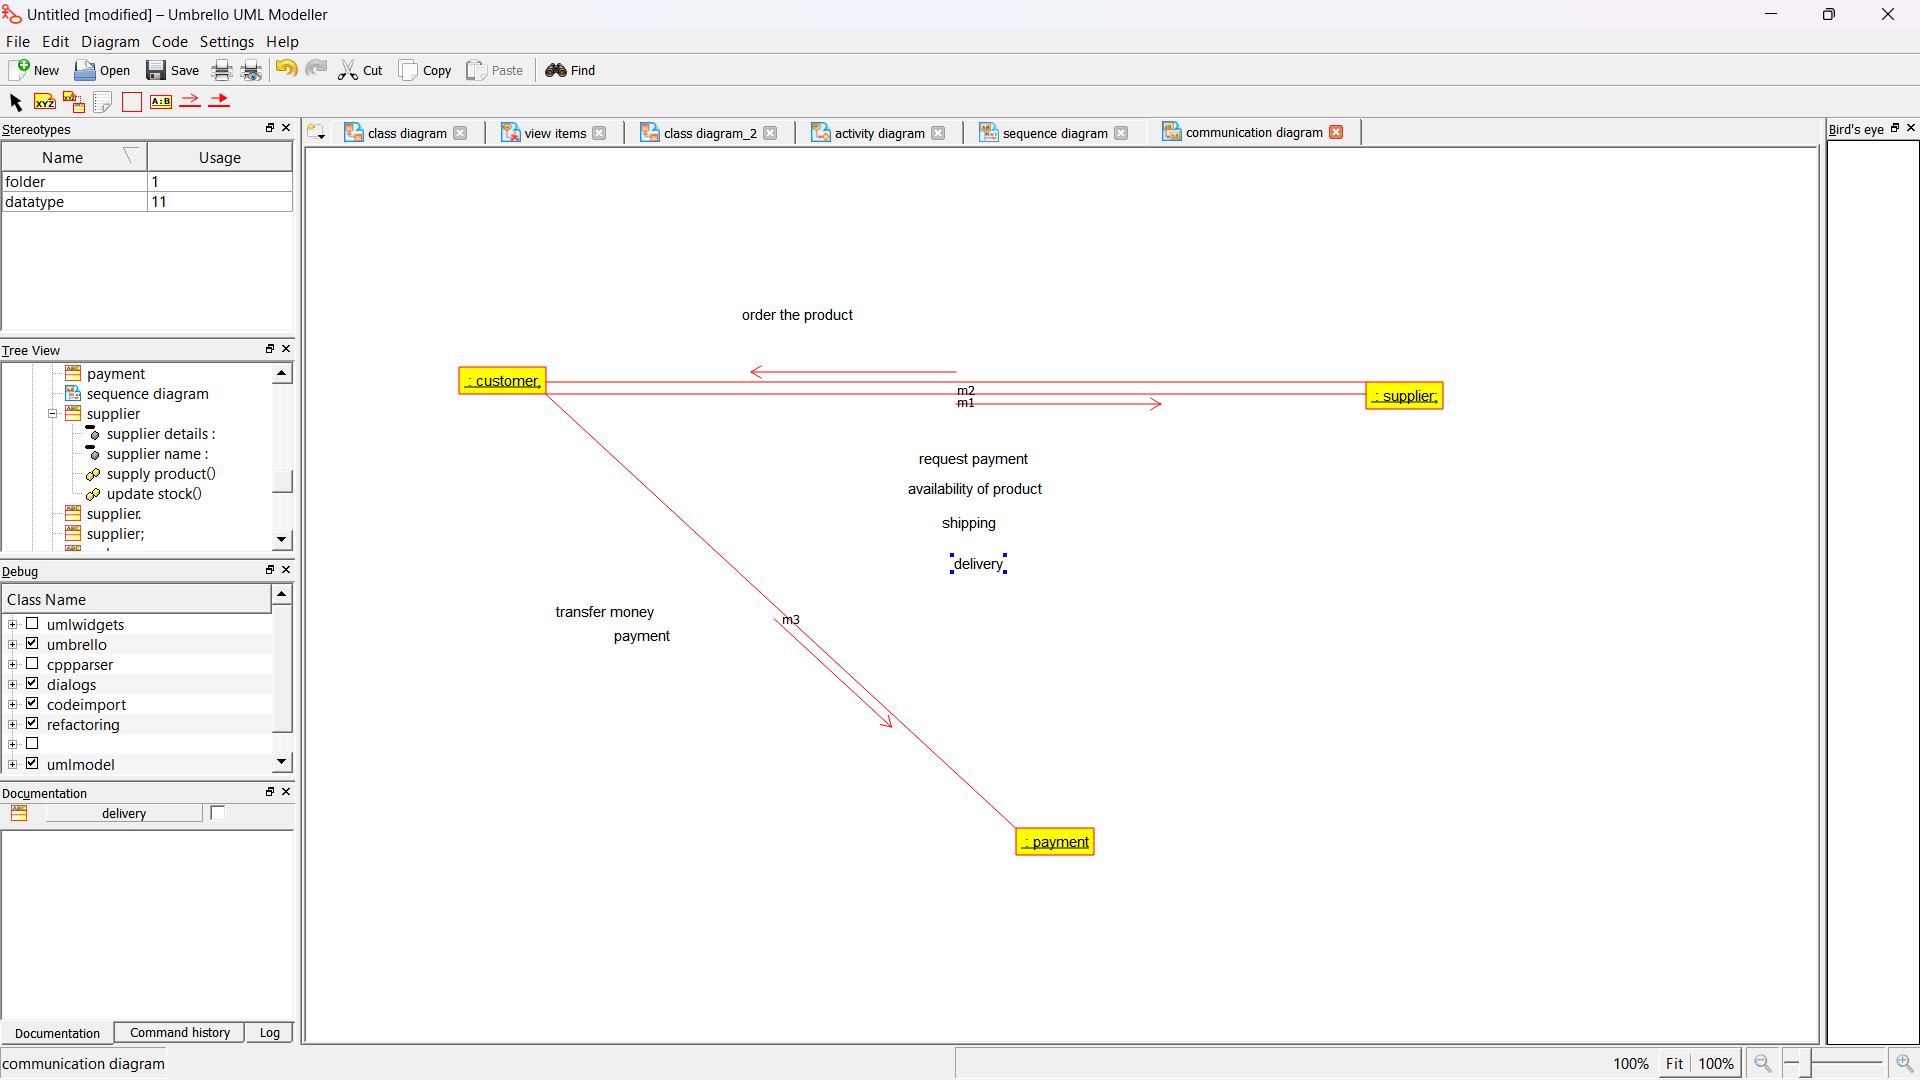 Untitled [modified] – Umbrello UML Modeller
File Edit Diagram Code Settings Help
New Open Save Cut Copy Paste Find
XYZ XYZ A:B
Stereotypes
Name Usage
folder 1
datatype 11
Tree View
payment
sequence diagram
supplier
supplier details :
supplier name :
supply product()
update stock()
supplier.
supplier;
Debug
Class Name
umlwidgets
umbrello
cppparser
dialogs
codeimport
refactoring
umlmodel
Documentation
delivery
Documentation Command history Log
class diagram view items class diagram_2 activity diagram sequence diagram communication diagram
Bird's eye
order the product
: customer,
m2
m1
: supplier;
request payment
availability of product
shipping
delivery
transfer money
m3
payment
: payment
communication diagram
100% Fit 100%